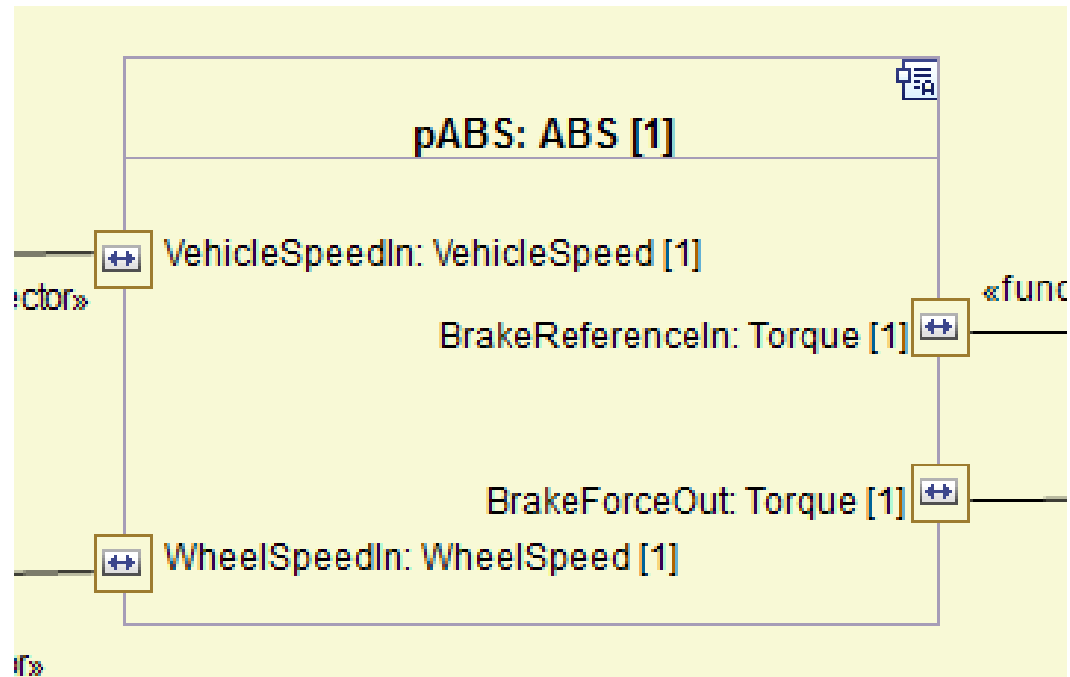 pABS: ABS [1]
VehicleSpeedIn: VehicleSpeed [1]
ector»
«func
BrakeReferenceIn: Torque [1]
BrakeForceOut: Torque [1]
WheelSpeedIn: WheelSpeed [1]